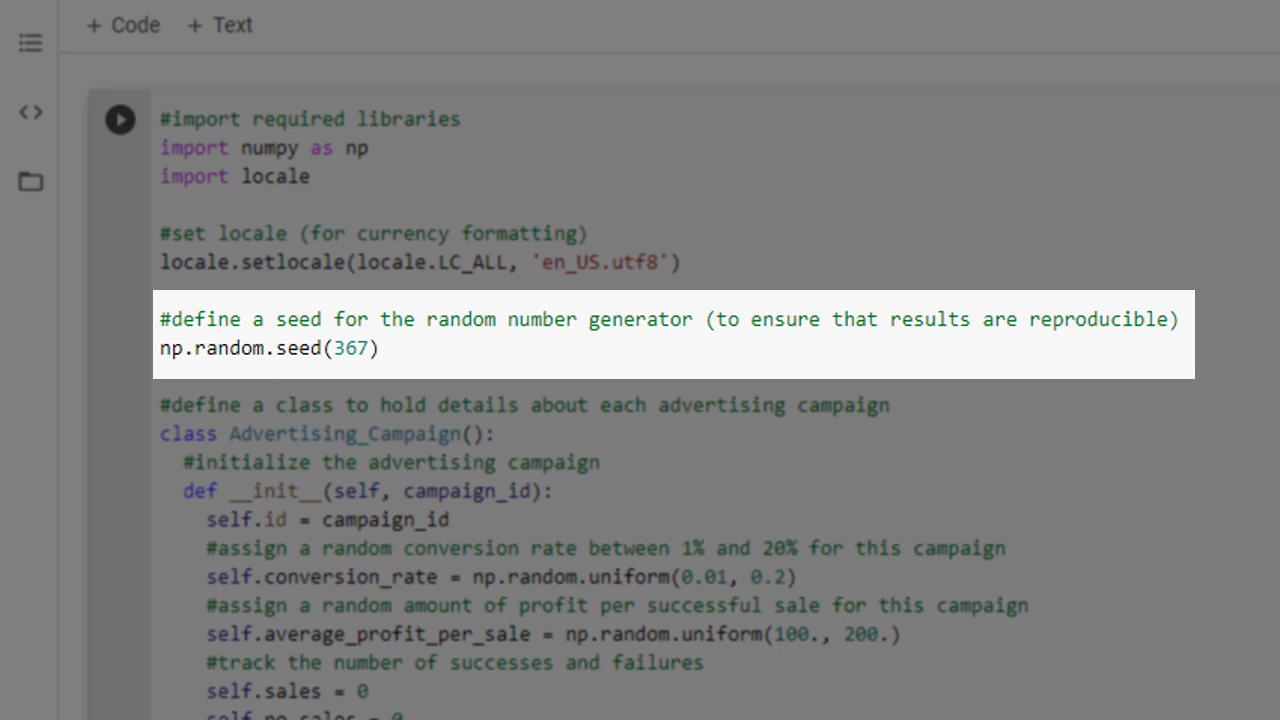 + Code + Text
#import required libraries
import numpy as np
import locale
#set locale (for currency formatting)
locale.setlocale(locale.LC_ALL, 'en_US.utf8')
#define a seed for the random number generator (to ensure that results are reproducible)
np.random.seed(367)
#define a class to hold details about each advertising campaign
class Advertising_Campaign():
#initialize the advertising campaign
def __init__(self, campaign_id):
self.id = campaign_id
#assign a random conversion rate between 1% and 20% for this campaign
self.conversion_rate = np.random.uniform(0.01, 0.2)
#assign a random amount of profit per successful sale for this campaign
self.average_profit_per_sale = np.random.uniform(100., 200.)
#track the number of successes and failures
self.sales = 0
self.no_sales = 0